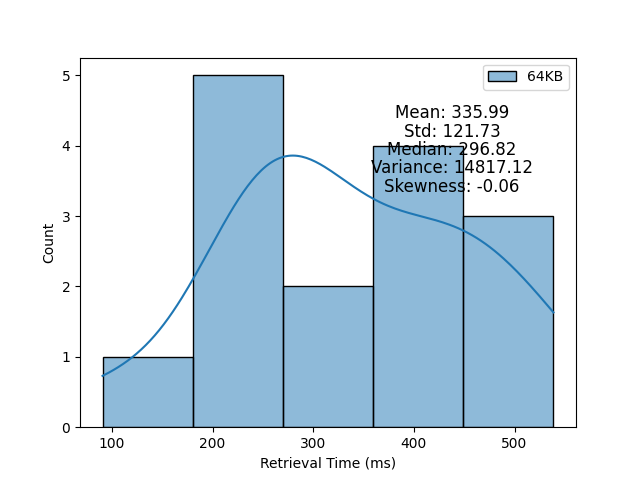 64KB
Mean: 335.99
Std: 121.73
Median: 296.82
Variance: 14817.12
Skewness: -0.06
5
4
3
2
1
0
Count
100 200 300 400 500
Retrieval Time (ms)